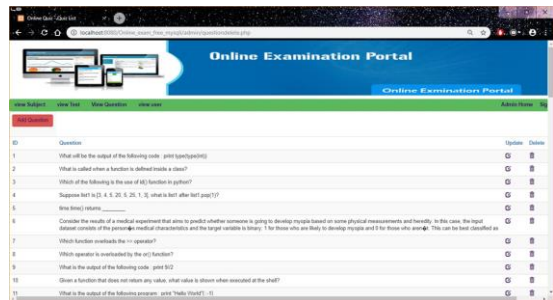 Online Quiz - Quiz List
localhost:8080/Online_exam_free_mysqli/admin/questiondelete.php
Online Examination Portal
Online Exmination Portal
view Subject view Test View Question view user Admin Home Sig
Add Question
ID Question Update Delete
1 What will be the output of the following code : print type(type(int))
2 What is called when a function is defined inside a class?
3 Which of the following is the use of id() function in python?
4 Suppose list1 is [3, 4, 5, 20, 5, 25, 1, 3], what is list1 after list1.pop(1)?
5 time.time() returns ________
6 Consider the results of a medical experiment that aims to predict whether someone is going to develop myopia based on some physical measurements and heredity. In this case, the input
dataset consists of the person�s medical characteristics and the target variable is binary: 1 for those who are likely to develop myopia and 0 for those who aren�t. This can be best classified as
7 Which function overloads the >> operator?
8 Which operator is overloaded by the or() function?
9 What is the output of the following code : print 9//2
10 Given a function that does not return any value, what value is shown when executed at the shell?
11 What is the output of the following program : print "Hello World"[::-1]